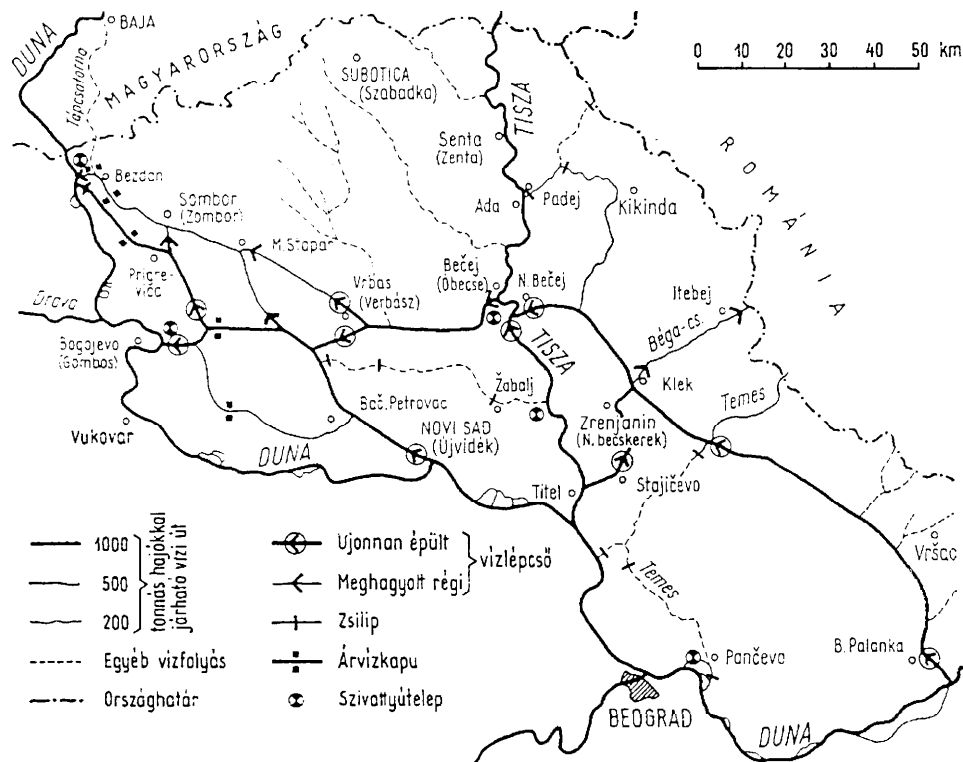 BAJA
DUNA
MAGYARORSZÁG
Tápcsatorna
SUBOTICA
(Szabadka)
TISZA
0 10 20 30 40 50 km
Senta
(Zenta)
ROMÁNIA
Bezdan
Sombor
(Zombor)
Ada
Padej
Kikinda
M. Stapar
Prigre-
vica
Vrbas
(Verbász)
Bečej
(Óbecse)
N. Bečej
Itebej
Drava
Bogojevo
(Gombos)
TISZA
Béga-cs.
Klek
Žabalj
Temes
Bač. Petrovac
Zrenjanin
(N. becskerek)
Vukovar
NOVI SAD
(Újvidék)
DUNA
Titel
Stajičevo
Vršac
Temes
Pančevo
B. Palanka
BEOGRAD
DUNA
1000
500
200
tonnás hajókkal
járható vízi út
Egyéb vízfolyás
Országhatár
Ujonnan épült
Meghagyott régi
vízlépcső
Zsilip
Árvízkapu
Szivattyútelep